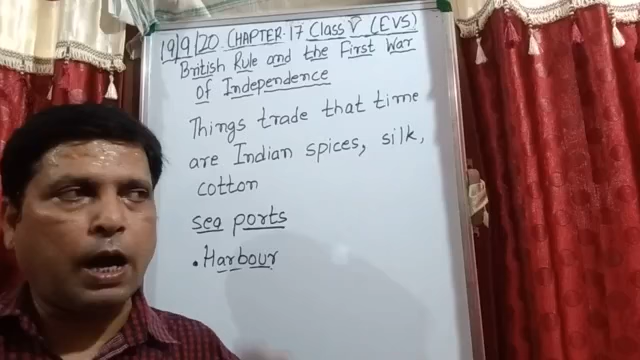 19/9/20 CHAPTER-17 Class V (EVS)
British Rule and the First War
of Independence
Things trade that time
are Indian spices, silk,
cotton
sea ports
• Harbour